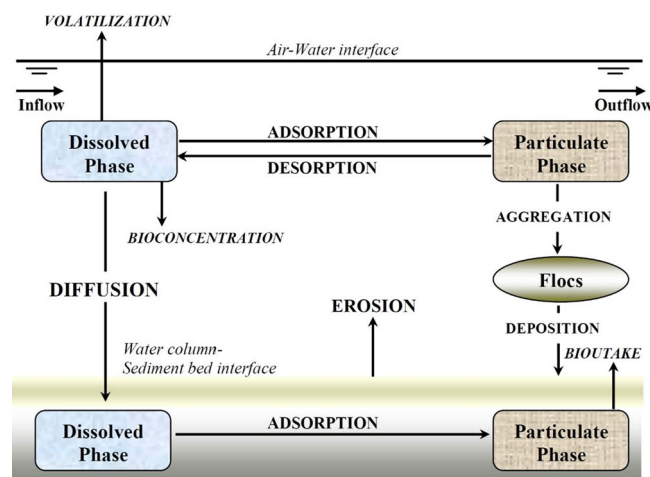 VOLATILIZATION
Air-Water interface
Inflow
Outflow
Dissolved
Phase
ADSORPTION
DESORPTION
Particulate
Phase
AGGREGATION
BIOCONCENTRATION
Flocs
DIFFUSION
EROSION
DEPOSITION
Water column-
Sediment bed interface
BIOUTAKE
Dissolved
Phase
ADSORPTION
Particulate
Phase